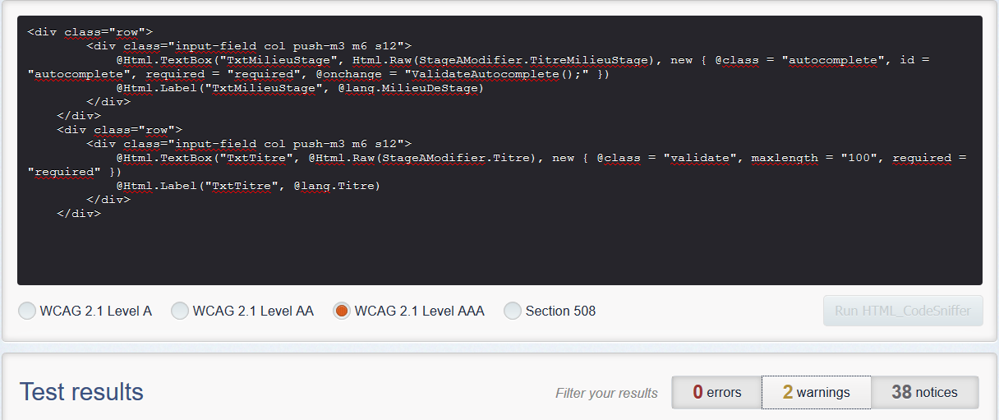 <div class="row">
<div class="input-field col push-m3 m6 s12">
@Html.TextBox("TxtMilieuStage", Html.Raw(StageAModifier.TitreMilieuStage), new { @class = "autocomplete", id =
"autocomplete", required = "required", @onchange = "ValidateAutocomplete();" })
@Html.Label("TxtMilieuStage", @lang.MilieuDeStage)
</div>
</div>
<div class="row">
<div class="input-field col push-m3 m6 s12">
@Html.TextBox("TxtTitre", @Html.Raw(StageAModifier.Titre), new { @class = "validate", maxlength = "100", required =
"required" })
@Html.Label("TxtTitre", @lang.Titre)
</div>
</div>
WCAG 2.1 Level A WCAG 2.1 Level AA WCAG 2.1 Level AAA Section 508 Run HTML_CodeSniffer
Test results Filter your results 0 errors 2 warnings 38 notices